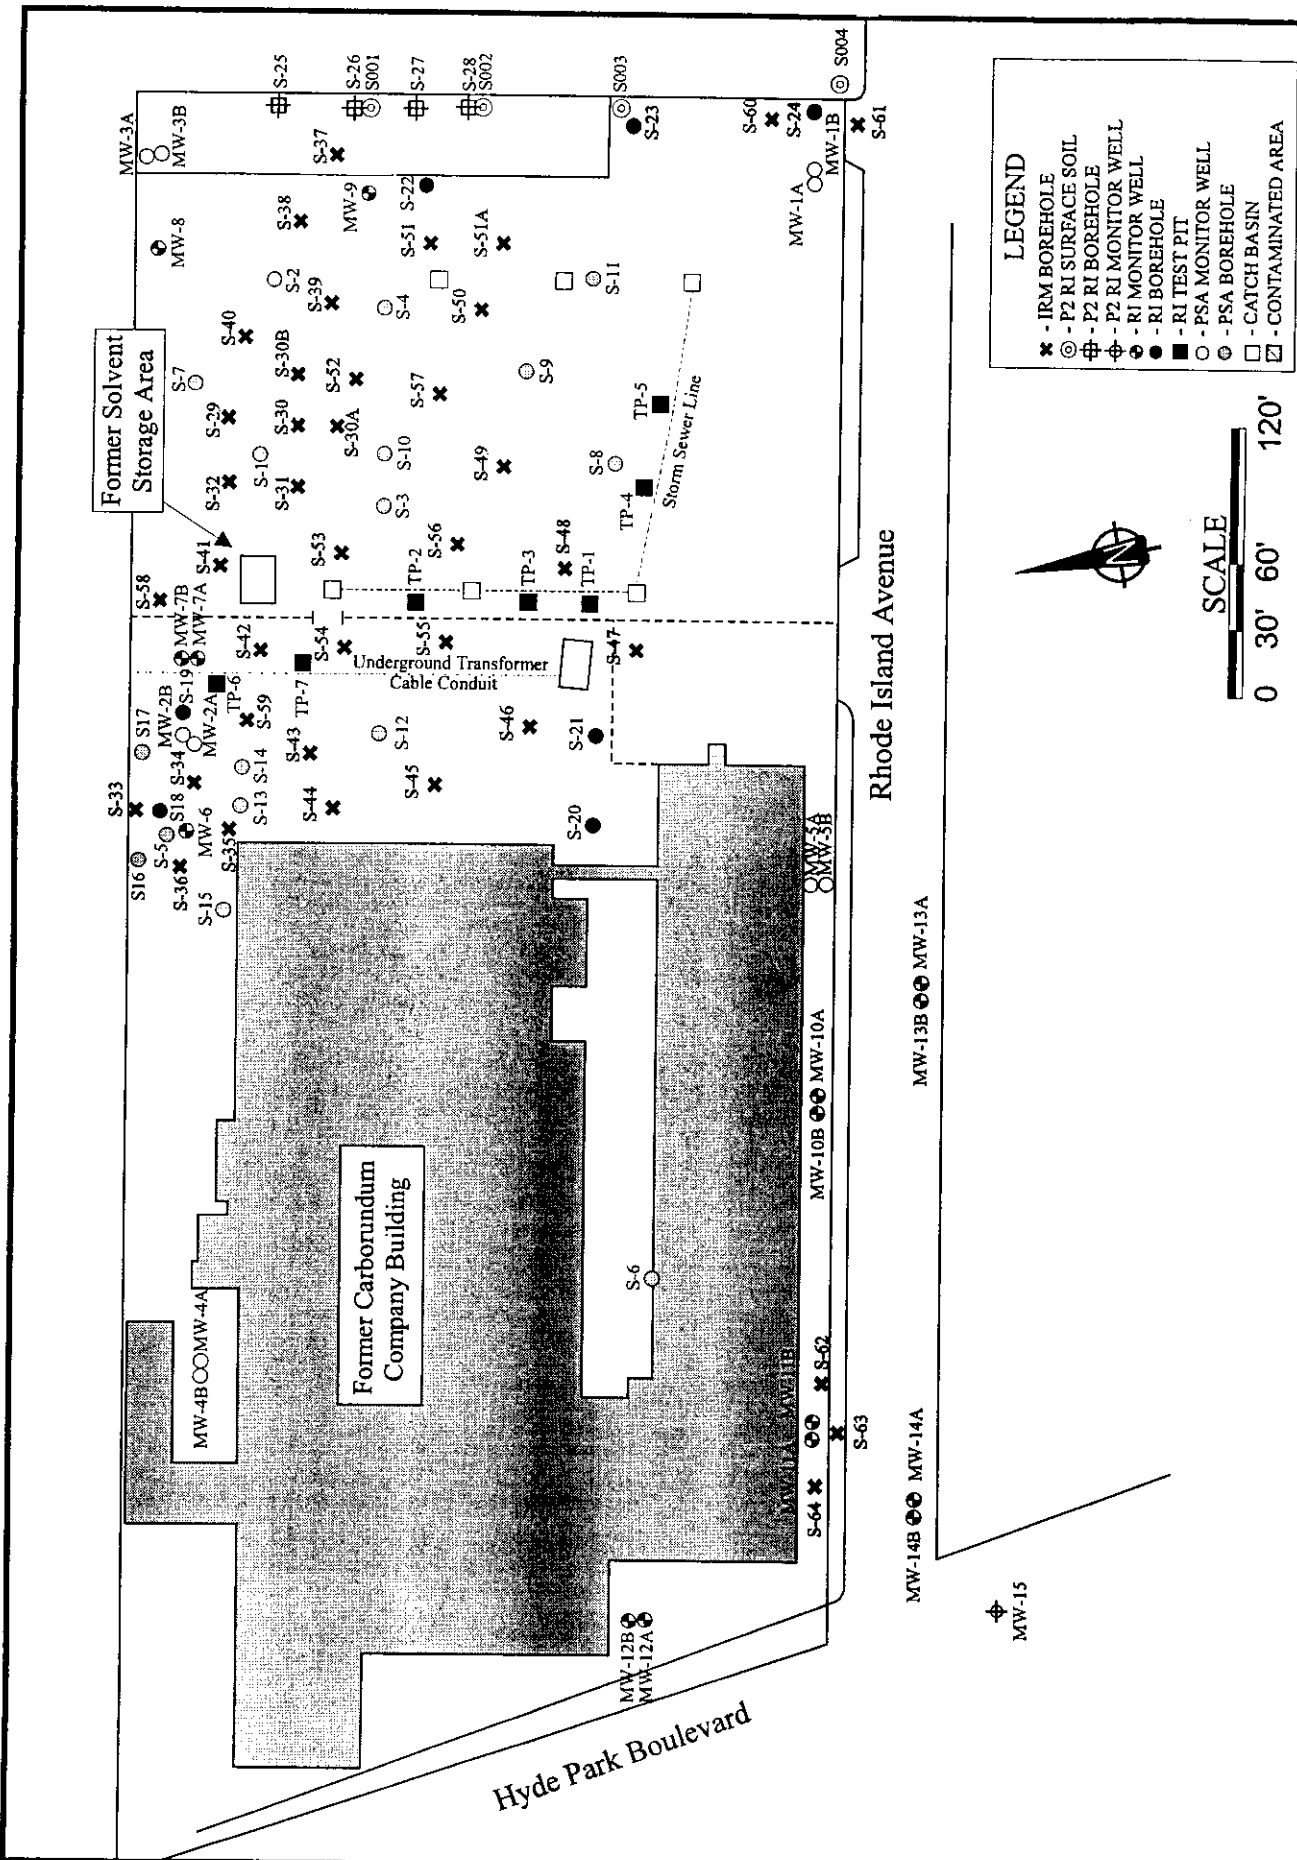 MW-3A
MW-3B
S-25
S-26
S001
S-27
S-28
S002
S003
S004
S-37
S-23
S-60
S-24
MW-1B
S-61
MW-1A
MW-8
S-38
MW-9
S-22
S-51
S-51A
S-2
S-39
S-4
S-50
S-11
S-40
Former Solvent
Storage Area
S-7
S-29
S-30B
S-30
S-52
S-30A
S-57
S-9
TP-5
Storm Sewer Line
S-32
S-1
S-31
S-10
S-3
S-49
S-8
TP-4
S-58
S-41
S-53
TP-2
S-56
TP-3
S-48
TP-1
MW-7B
MW-7A
S-42
S-54
S-55
S-47
Underground Transformer
Cable Conduit
S17
MW-2B
S-19
MW-2A
TP-6
S-59
TP-7
S-43
S-12
S-46
S-21
S-33
S18
S-34
S-14
S-13
S-44
S-45
S-20
S16
S-5
MW-6
S-36
S-35
S-15
MW-5A
MW-5B
Rhode Island Avenue
MW-4B
MW-4A
Former Carborundum
Company Building
S-6
MW-10B
MW-10A
MW-13B
MW-13A
MW-11A
MW-11B
S-62
S-63
S-64
MW-14B
MW-14A
MW-12B
MW-12A
MW-15
Hyde Park Boulevard
LEGEND
- IRM BOREHOLE
- P2 RI SURFACE SOIL
- P2 RI BOREHOLE
- P2 RI MONITOR WELL
- RI MONITOR WELL
- RI BOREHOLE
- RI TEST PIT
- PSA MONITOR WELL
- PSA BOREHOLE
- CATCH BASIN
- CONTAMINATED AREA
N
SCALE
0 30' 60' 120'